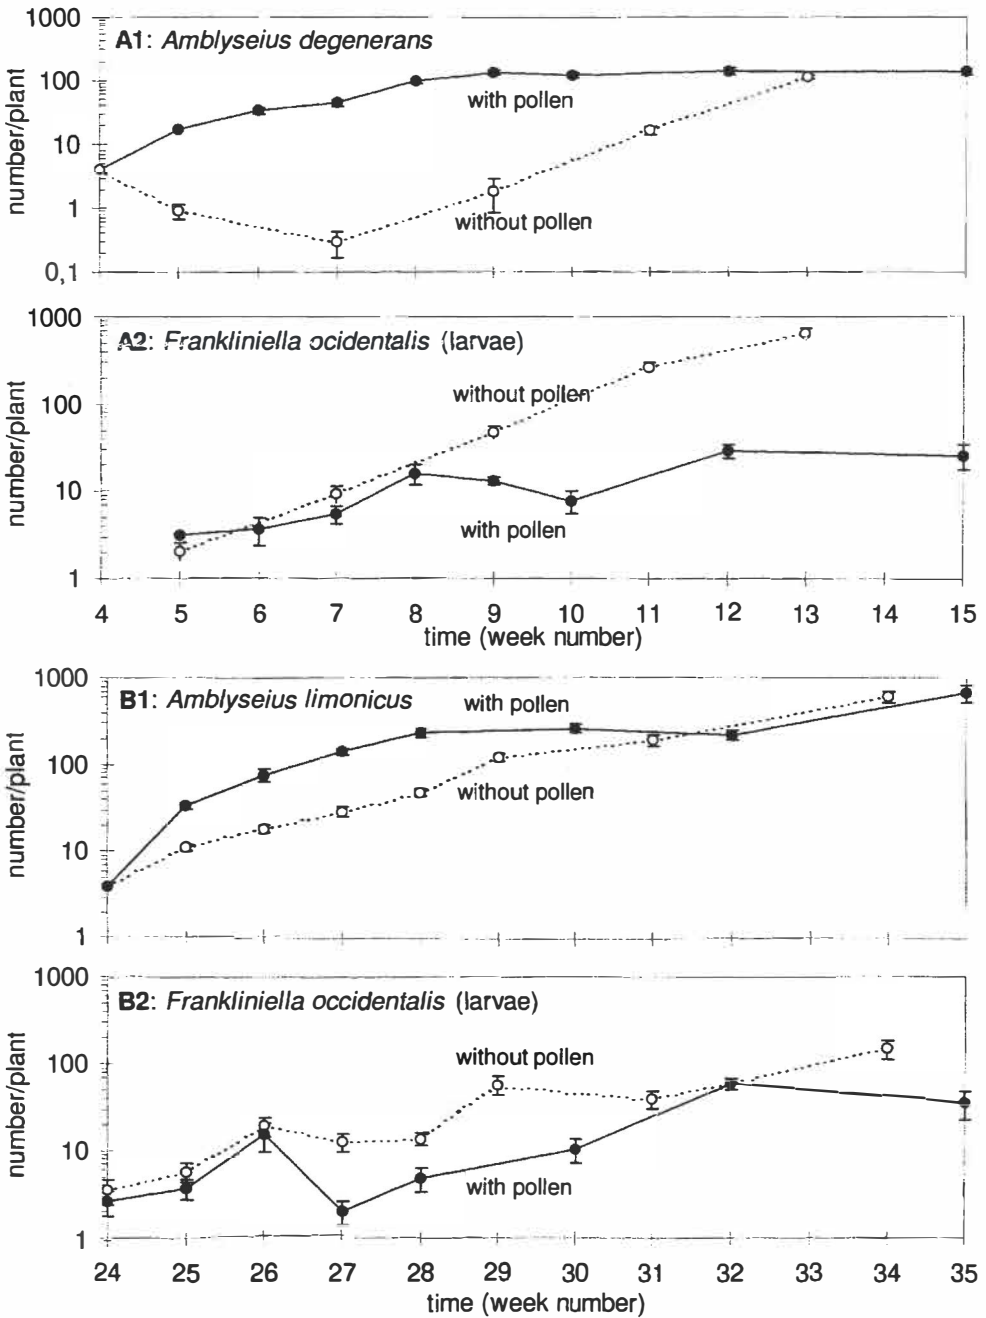 1000
A1: Amblyseius degenerans
100
with pollen
10
1
without pollen
0,1
number/plant
1000
A2: Frankliniella ocidentalis (larvae)
without pollen
100
10
with pollen
1
number/plant
4 5 6 7 8 9 10 11 12 13 14 15
time (week number)
1000
B1: Amblyseius limonicus
with pollen
100
without pollen
10
1
number/plant
1000
B2: Frankliniella occidentalis (larvae)
without pollen
100
10
with pollen
1
number/plant
24 25 26 27 28 29 30 31 32 33 34 35
time (week number)